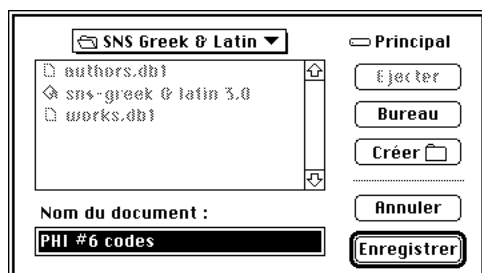 SNS Greek & Latin
authors.db1
sns-greek & latin 3.0
works.db1
Nom du document :
PHI #6 codes
Principal
Ejecter
Bureau
Créer
Annuler
Enregistrer